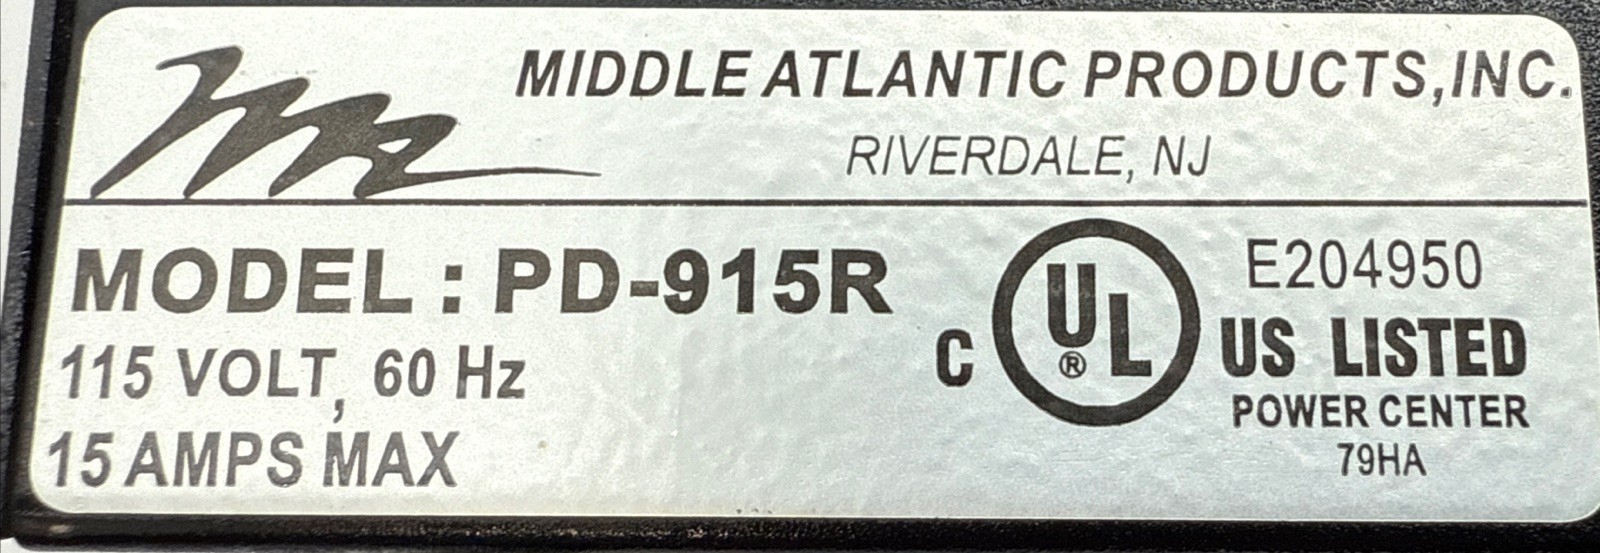 MIDDLE ATLANTIC PRODUCTS, INC.
RIVERDALE, NJ
MODEL : PD-915R
115 VOLT, 60 Hz
15 AMPS MAX
C UL® US LISTED
E204950
POWER CENTER
79HA